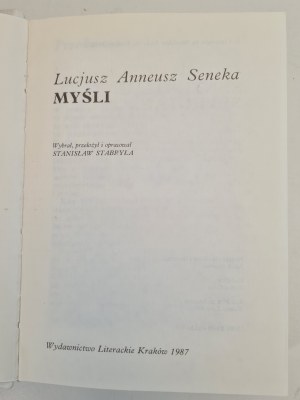 Lucjusz Anneusz Seneka
MYŚLI
Wybrał, przełożył i opracował
STANISŁAW STABRYŁA
Wydawnictwo Literackie Kraków 1987